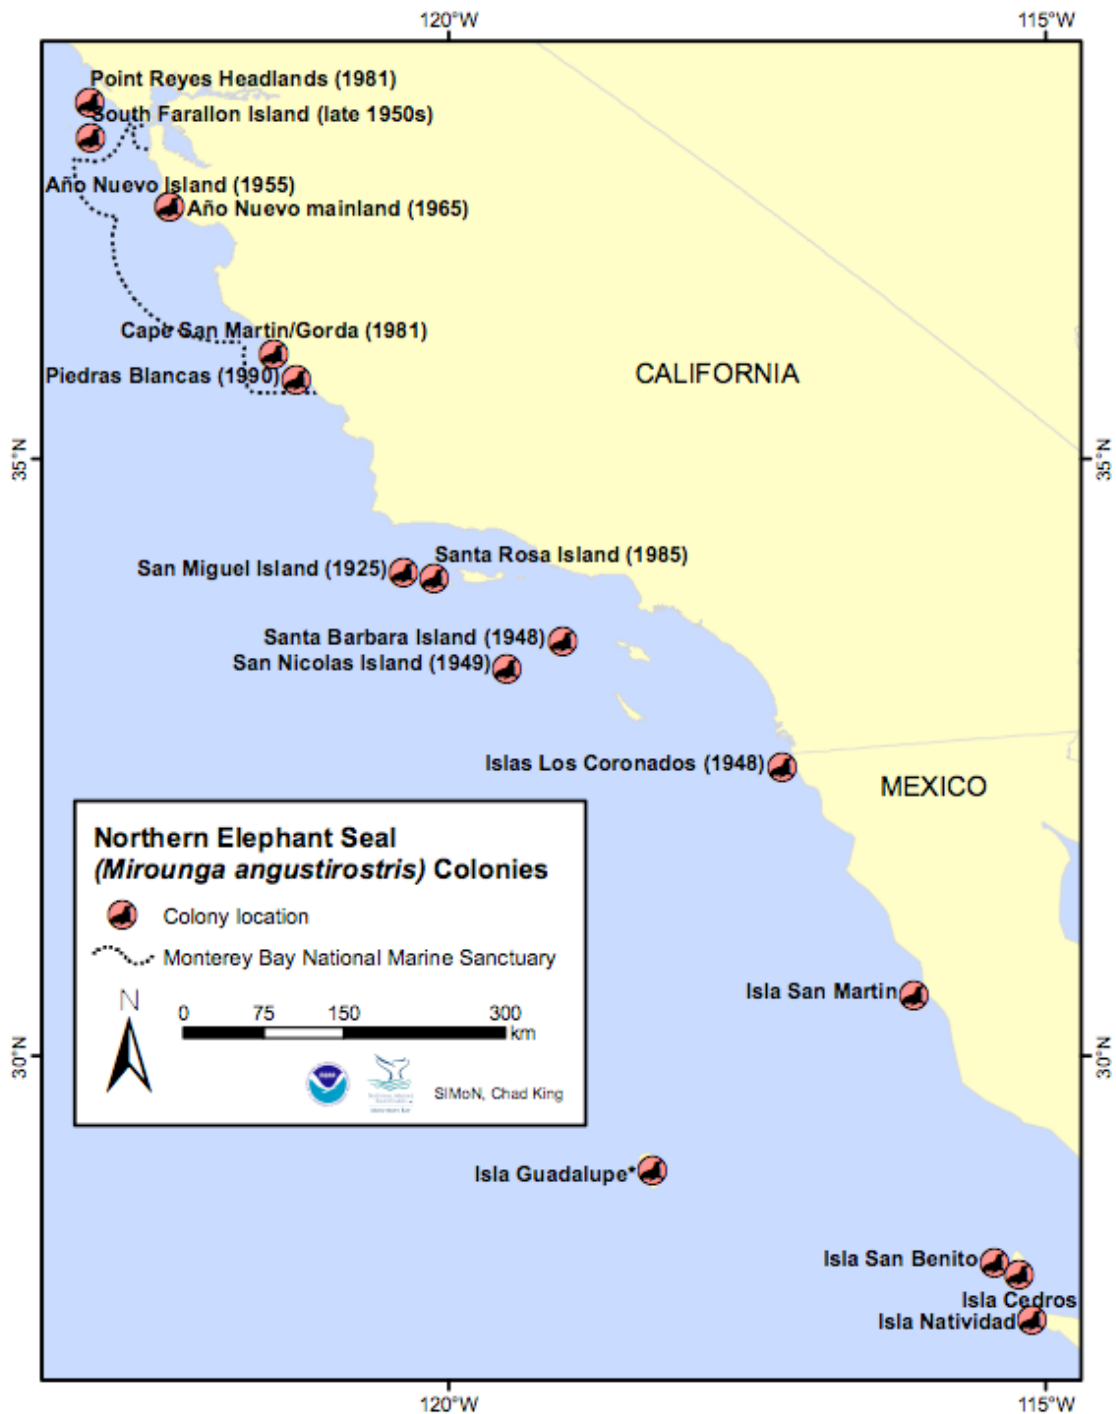 120°W
115°W
Point Reyes Headlands (1981)
South Farallon Island (late 1950s)
Año Nuevo Island (1955)
Año Nuevo mainland (1965)
Cape San Martin/Gorda (1981)
CALIFORNIA
Piedras Blancas (1990)
35°N
35°N
Santa Rosa Island (1985)
San Miguel Island (1925)
Santa Barbara Island (1948)
San Nicolas Island (1949)
Islas Los Coronados (1948)
MEXICO
Northern Elephant Seal
(Mirounga angustirostris) Colonies
Colony location
Monterey Bay National Marine Sanctuary
N
0 75 150 300
km
SIMoN, Chad King
Isla San Martin
30°N
30°N
Isla Guadalupe*
Isla San Benito
Isla Cedros
Isla Natividad
120°W
115°W